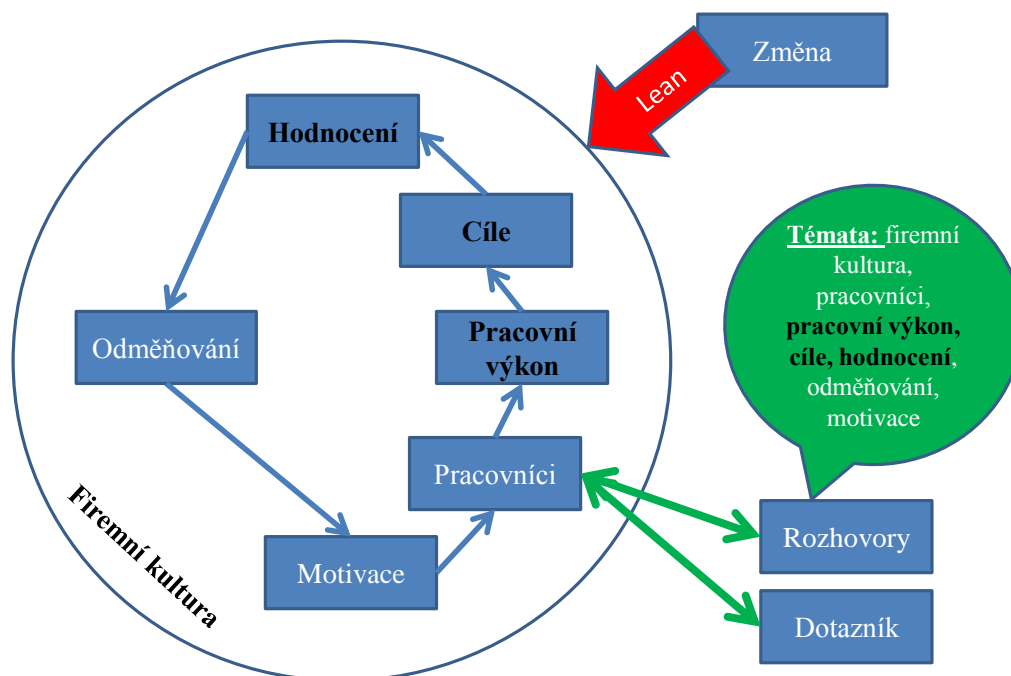 Změna
Lean
Hodnocení
Cíle
Témata: firemní
kultura,
pracovníci,
pracovní výkon,
cíle, hodnocení,
odměňování,
motivace
Odměňování
Pracovní
výkon
Pracovníci
Firemní kultura
Motivace
Rozhovory
Dotazník